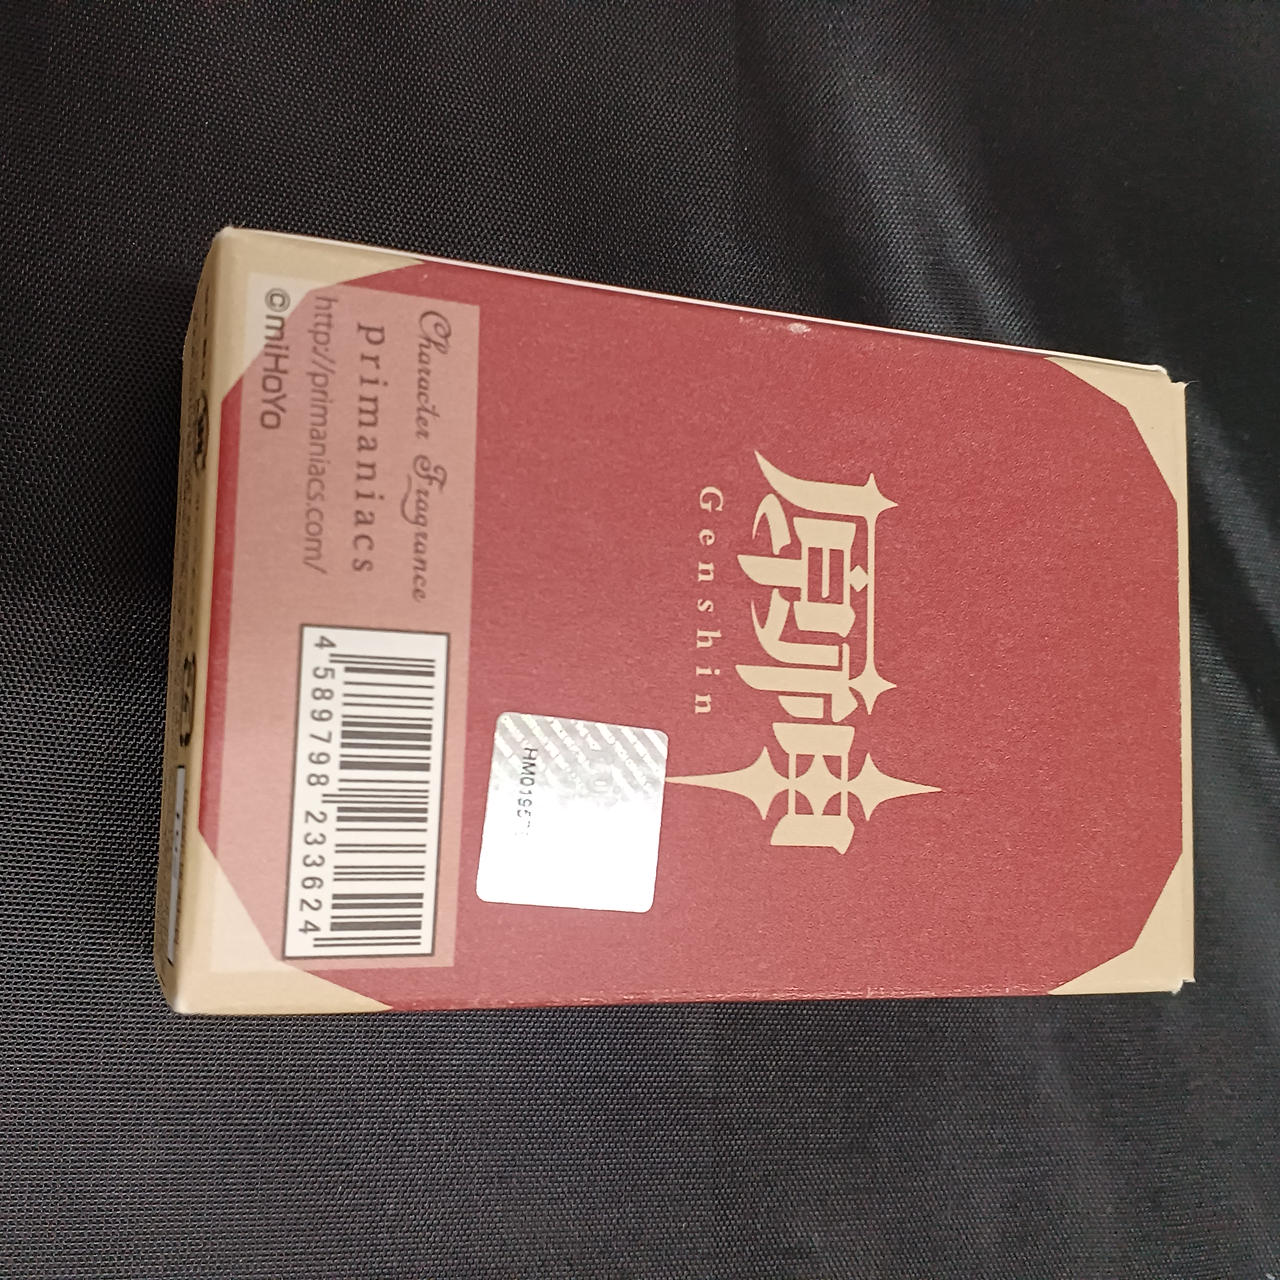 原神
Genshin
Character Fragrance
primaniacs
http://primaniacs.com/
©miHoYo
4 589798 233624